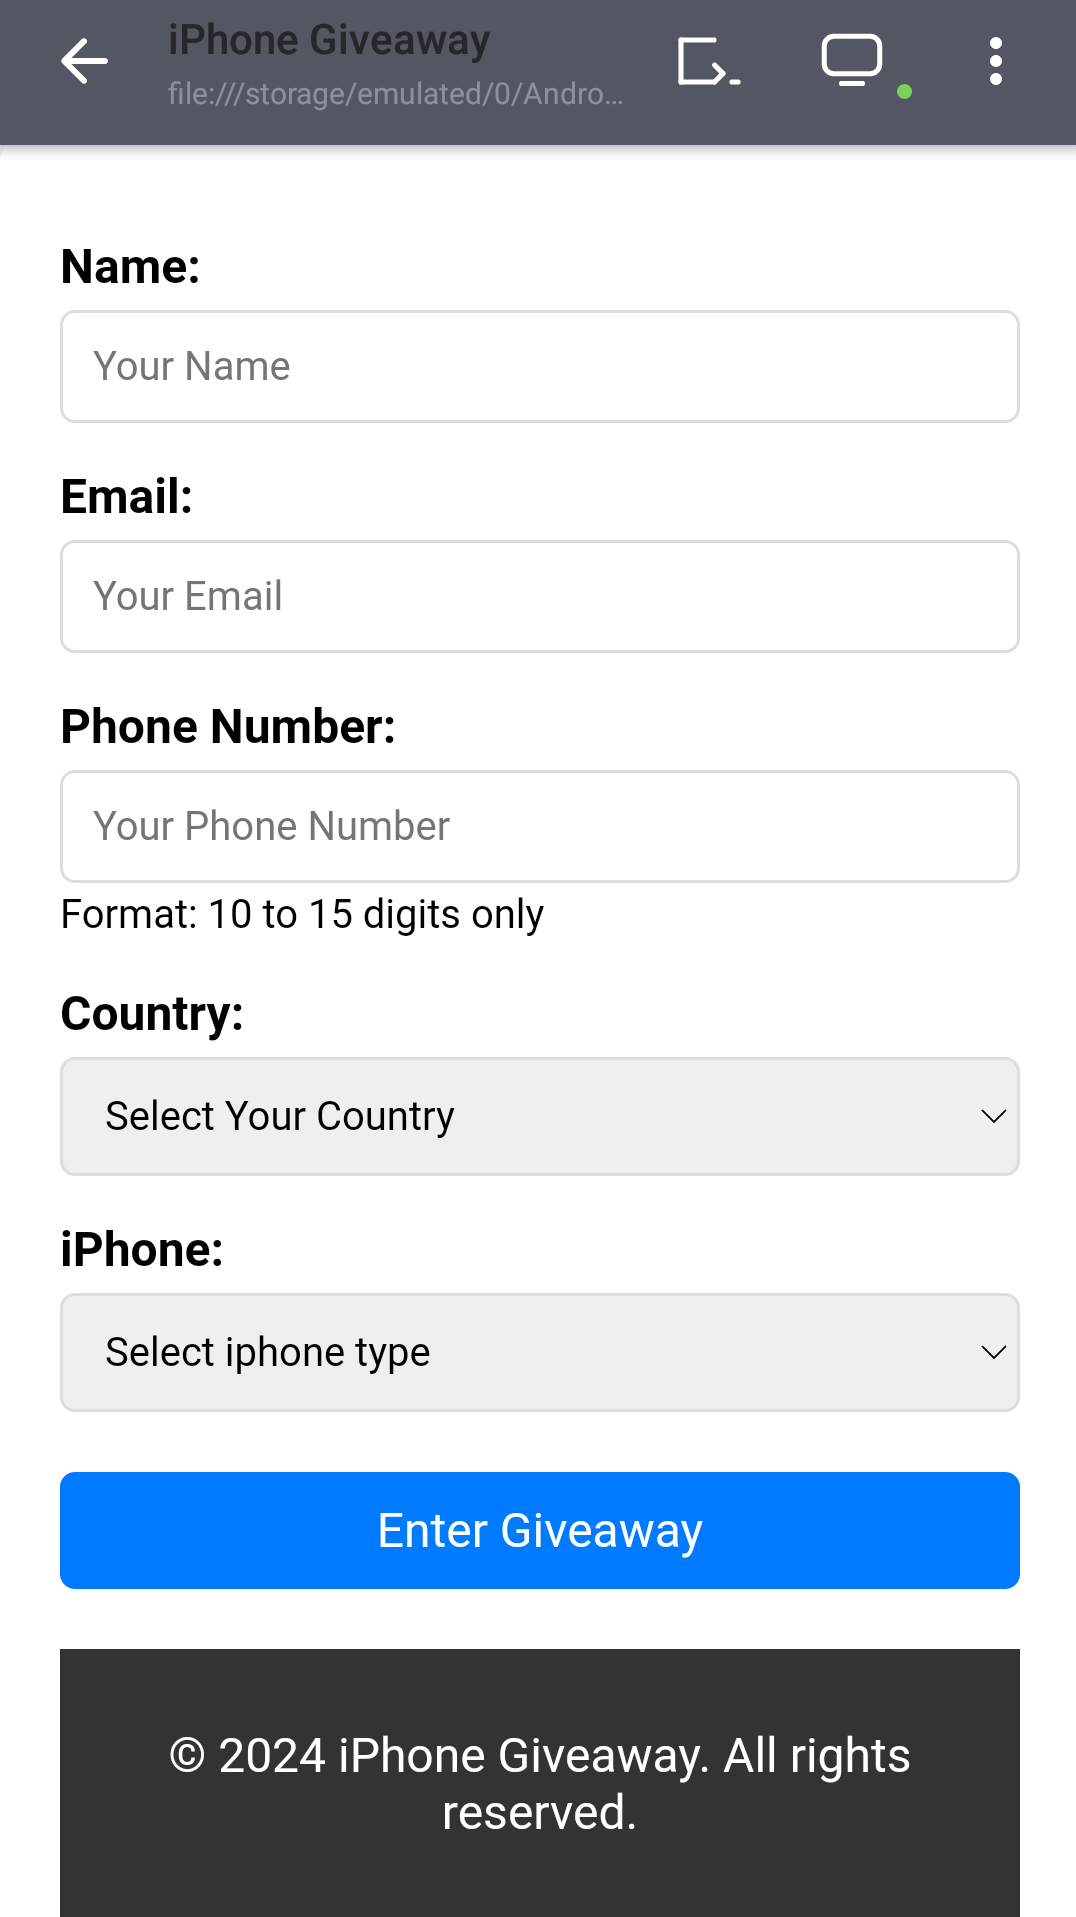 iPhone Giveaway
file:///storage/emulated/0/Andro...
Name:
Your Name
Email:
Your Email
Phone Number:
Your Phone Number
Format: 10 to 15 digits only
Country:
Select Your Country
iPhone:
Select iphone type
Enter Giveaway
© 2024 iPhone Giveaway. All rights
reserved.